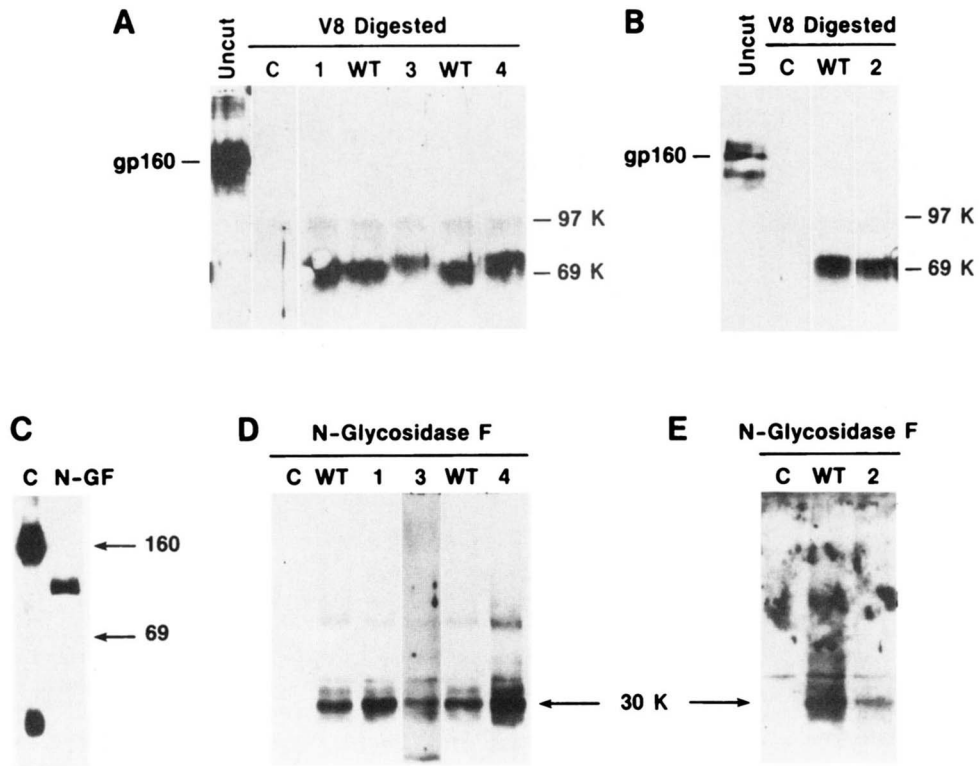 A
V8 Digested
Uncut C 1 WT 3 WT 4
gp160 –
– 97 K
– 69 K
B
V8 Digested
Uncut C WT 2
gp160 –
– 97 K
– 69 K
C
C N-GF
160
69
D
N-Glycosidase F
C WT 1 3 WT 4
30 K
E
N-Glycosidase F
C WT 2